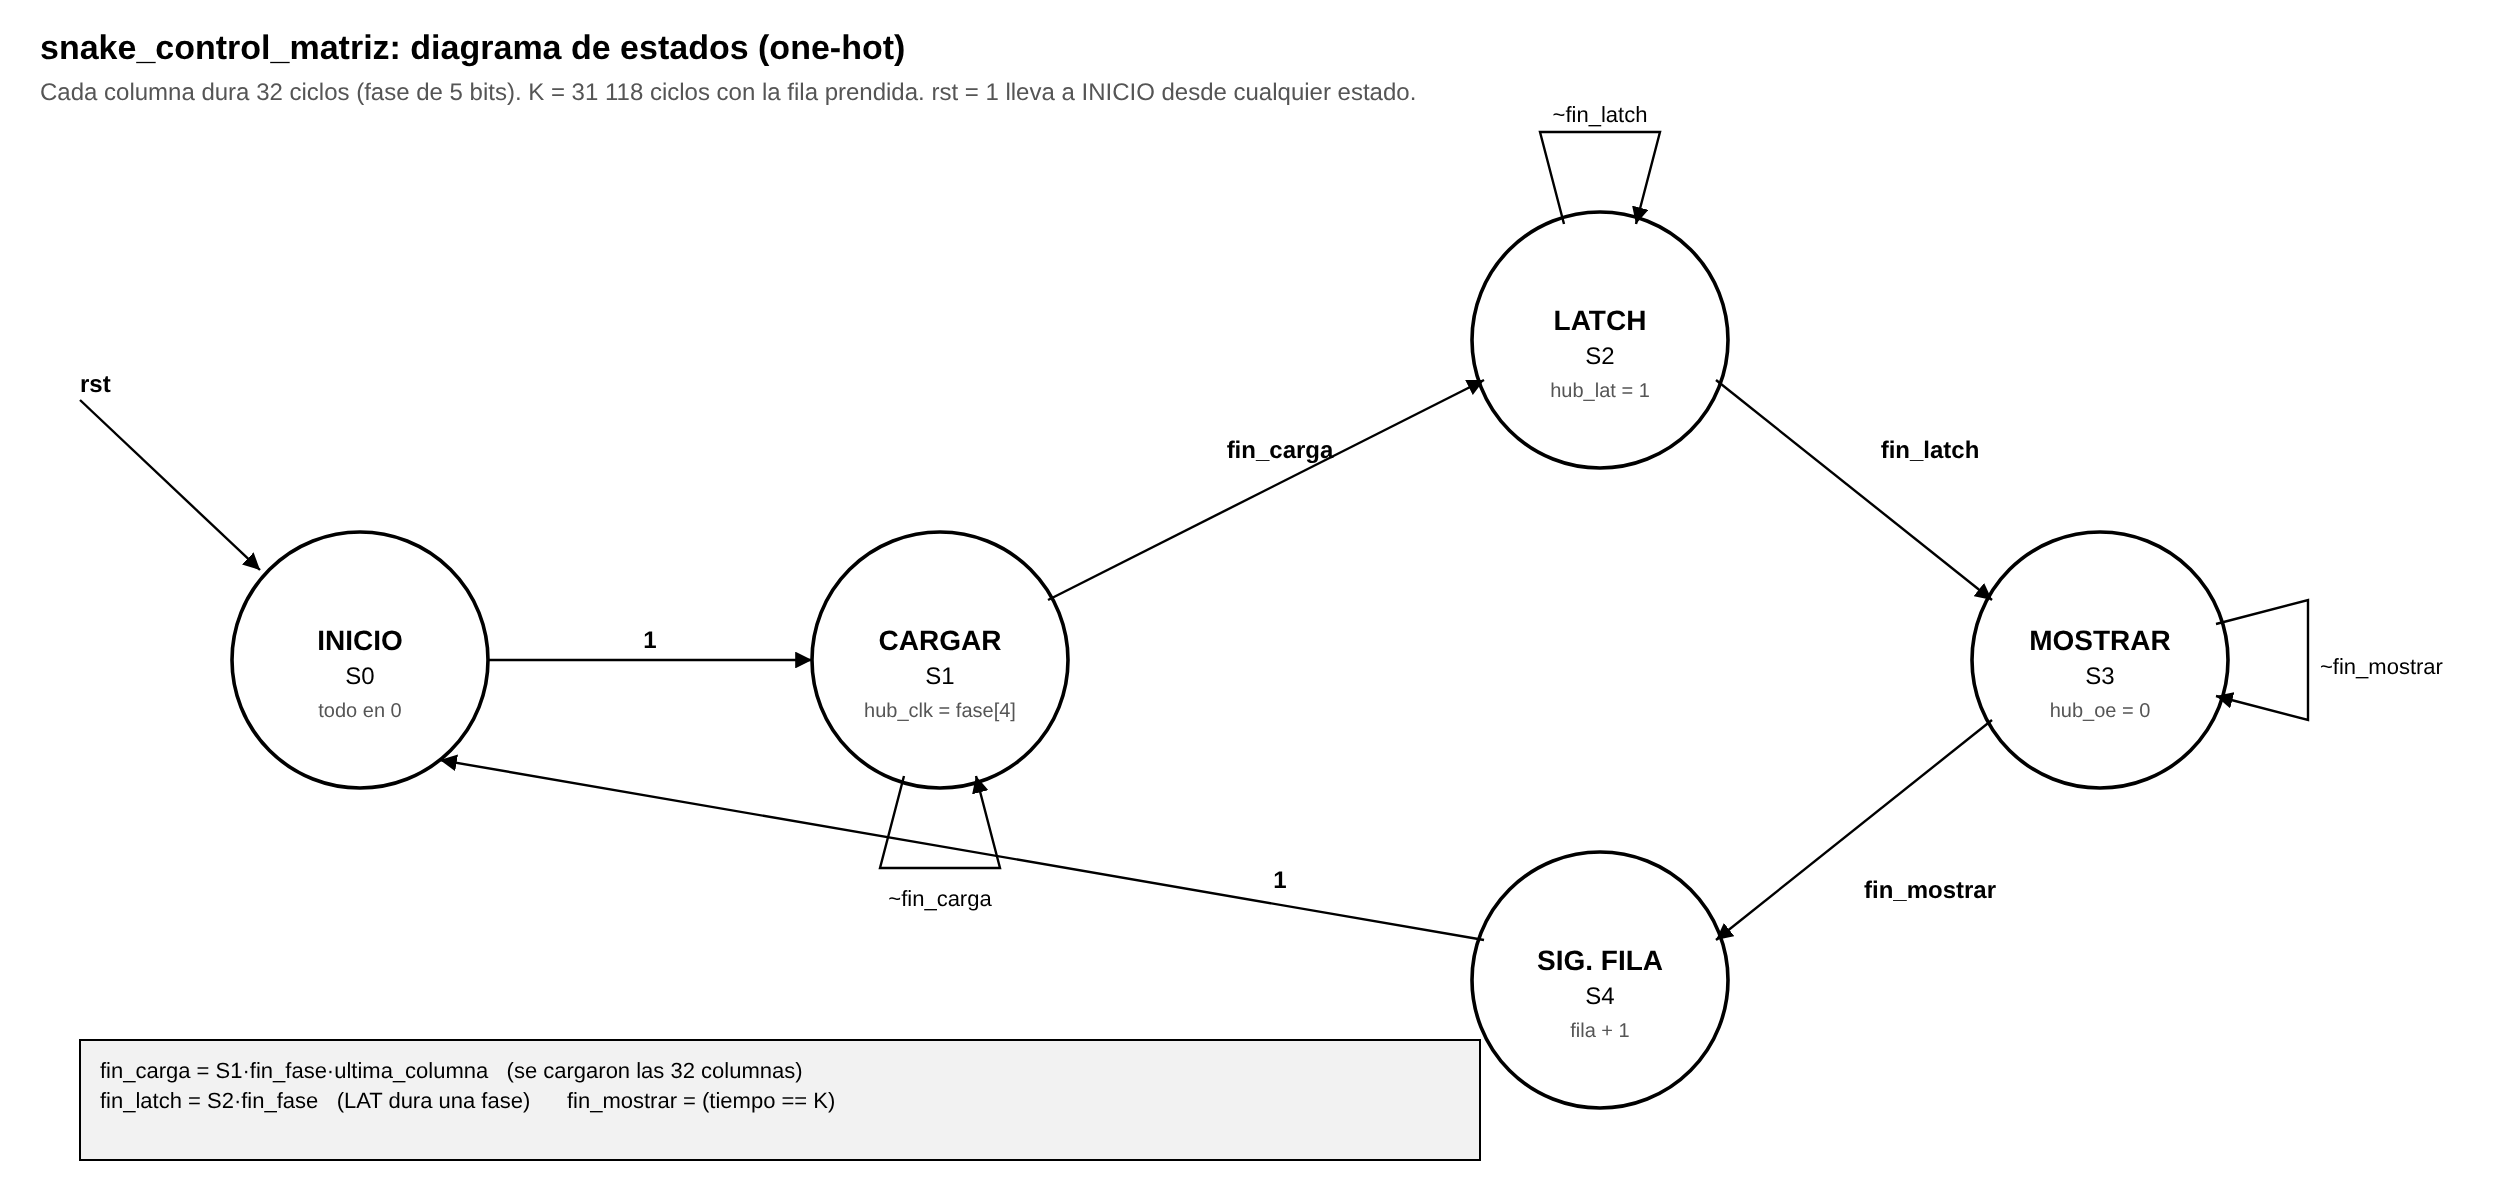 snake_control_matriz: diagrama de estados (one-hot)
Cada columna dura 32 ciclos (fase de 5 bits). K = 31 118 ciclos con la fila prendida. rst = 1 lleva a INICIO desde cualquier estado.
~fin_latch
LATCH
S2
hub_lat = 1
rst
fin_carga
fin_latch
INICIO
S0
todo en 0
1
CARGAR
S1
hub_clk = fase[4]
MOSTRAR
S3
hub_oe = 0
~fin_mostrar
~fin_carga
1
fin_mostrar
SIG. FILA
S4
fila + 1
fin_carga = S1·fin_fase·ultima_columna (se cargaron las 32 columnas)
fin_latch = S2·fin_fase (LAT dura una fase) fin_mostrar = (tiempo == K)